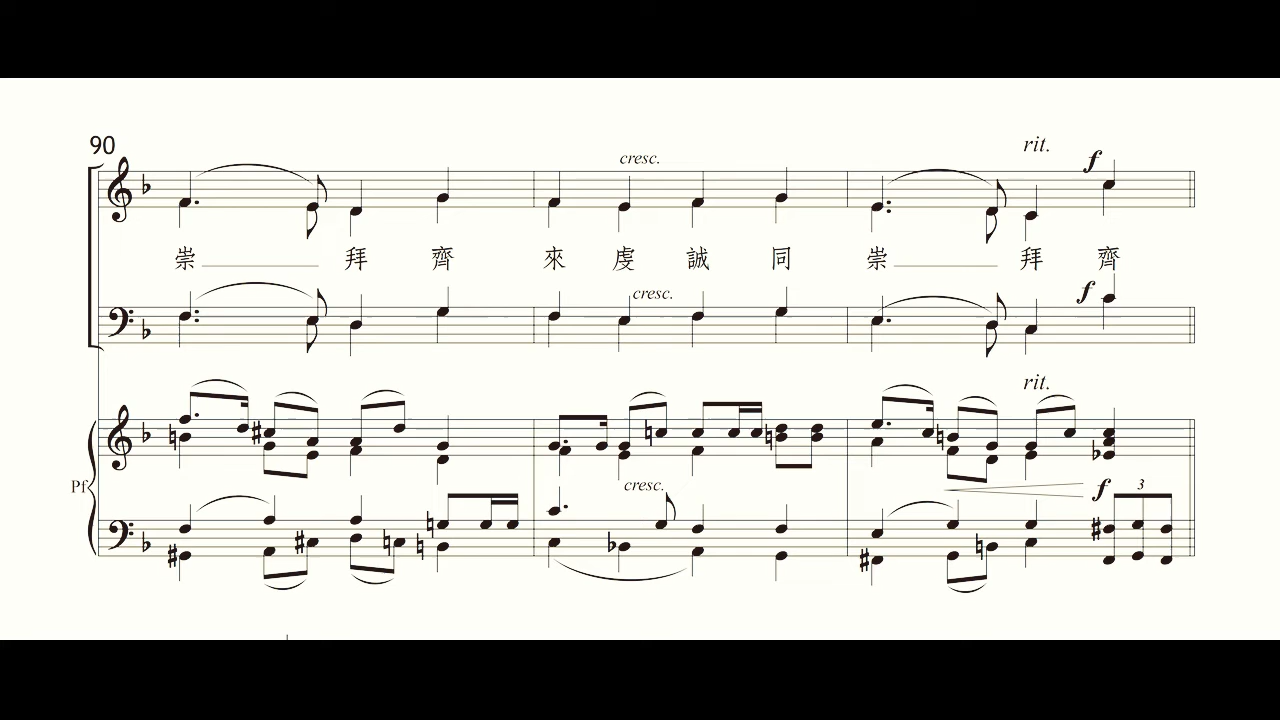 90
rit.
cresc.
f
崇 拜 齊 來 虔 誠 同 崇 拜 齊
cresc.
f
rit.
Pf
cresc.
f
3